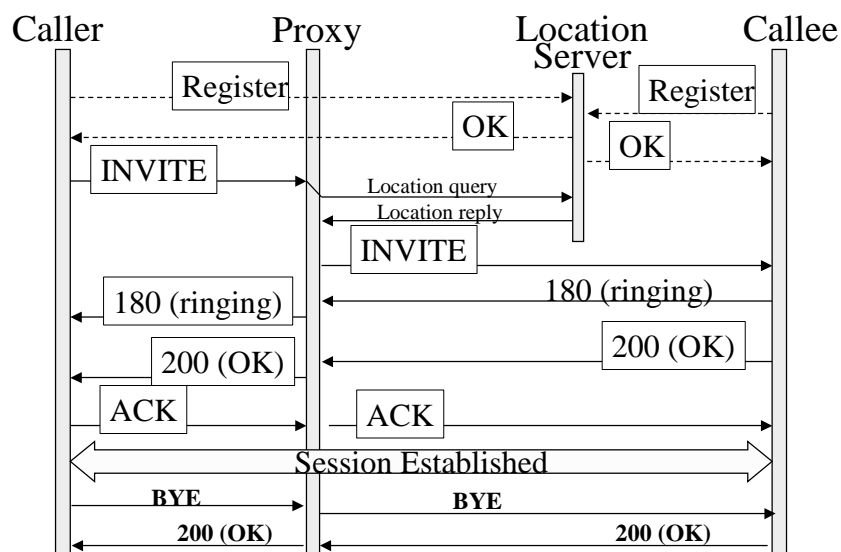 Caller
Proxy
Location
Server
Callee
Register
Register
OK
OK
INVITE
Location query
Location reply
INVITE
180 (ringing)
180 (ringing)
200 (OK)
200 (OK)
ACK
ACK
Session Established
BYE
BYE
200 (OK)
200 (OK)